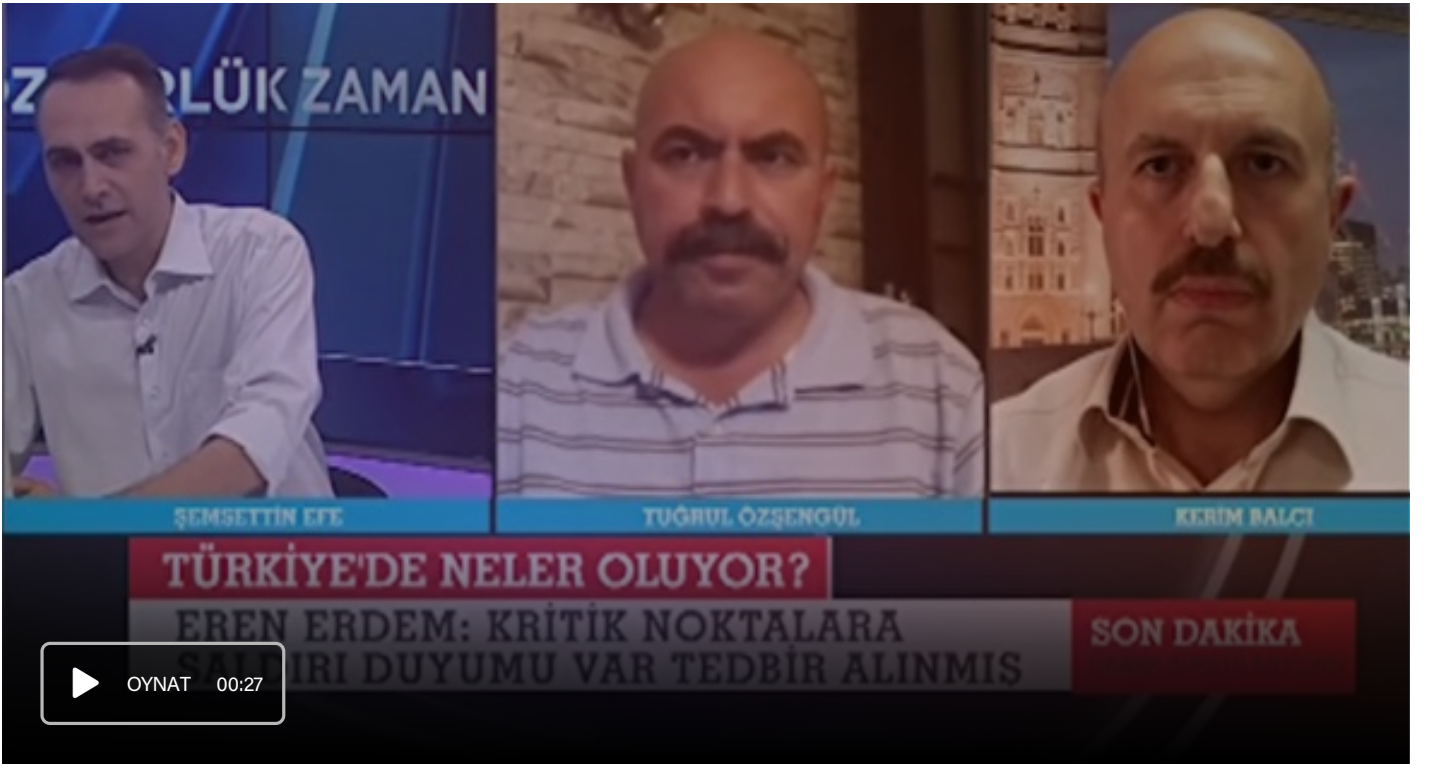 ZAMAN
ŞEMSETTİN EFE
TUĞRUL ÖZŞENGÜL
KERİM BALCI
TÜRKİYE'DE NELER OLUYOR?
EREN ERDEM: KRİTİK NOKTALARA
SALDIRI DUYUMU VAR TEDBİR ALINMIŞ
SON DAKİKA
OYNAT 00:27